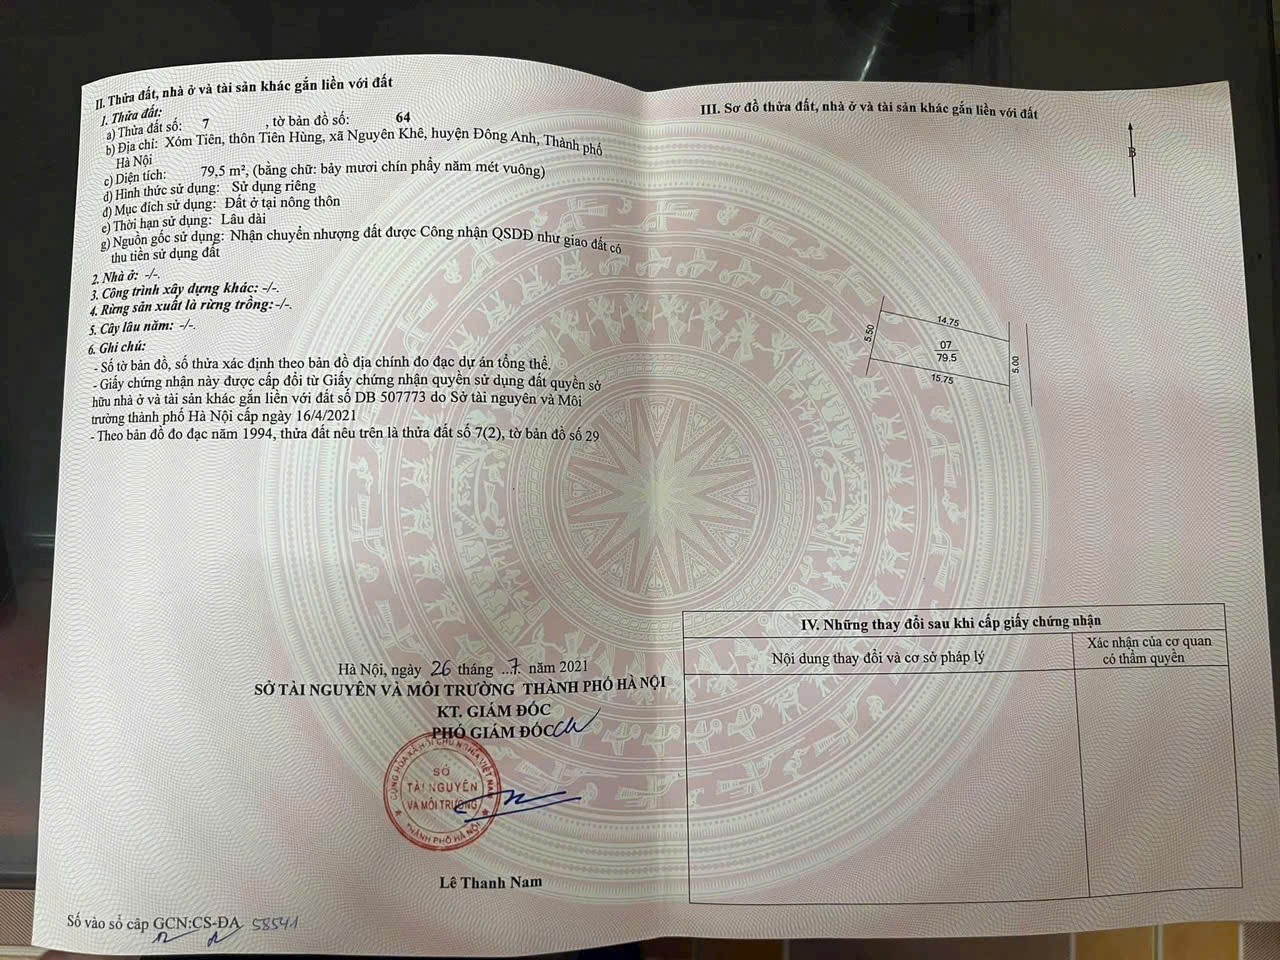 II. Thửa đất, nhà ở và tài sản khác gắn liền với đất
1. Thửa đất:
a) Thửa đất số: 7 , tờ bản đồ số: 64
b) Địa chỉ: Xóm Tiên, thôn Tiên Hùng, xã Nguyên Khê, huyện Đông Anh, Thành phố
Hà Nội
c) Diện tích: 79,5 m², (bằng chữ: bảy mươi chín phẩy năm mét vuông)
d) Hình thức sử dụng: Sử dụng riêng
đ) Mục đích sử dụng: Đất ở tại nông thôn
e) Thời hạn sử dụng: Lâu dài
g) Nguồn gốc sử dụng: Nhận chuyển nhượng đất được Công nhận QSDĐ như giao đất có
thu tiền sử dụng đất
2. Nhà ở: -/-.
3. Công trình xây dựng khác: -/-.
4. Rừng sản xuất là rừng trồng: -/-.
5. Cây lâu năm: -/-.
6. Ghi chú:
- Số tờ bản đồ, số thửa xác định theo bản đồ địa chính đo đạc dự án tổng thể.
- Giấy chứng nhận này được cấp đổi từ Giấy chứng nhận quyền sử dụng đất quyền sở
hữu nhà ở và tài sản khác gắn liền với đất số DB 507773 do Sở tài nguyên và Môi
trường thành phố Hà Nội cấp ngày 16/4/2021
- Theo bản đồ đo đạc năm 1994, thửa đất nêu trên là thửa đất số 7(2), tờ bản đồ số 29
Hà Nội, ngày 26 tháng ..7. năm 2021
SỞ TÀI NGUYÊN VÀ MÔI TRƯỜNG THÀNH PHỐ HÀ NỘI
KT. GIÁM ĐỐC
PHÓ GIÁM ĐỐC
CỘNG HÒA XÃ HỘI CHỦ NGHĨA VIỆT NAM
SỞ
TÀI NGUYÊN
VÀ MÔI TRƯỜNG
THÀNH PHỐ HÀ NỘI
Lê Thanh Nam
Số vào sổ cấp GCN:CS-ĐA 58541
III. Sơ đồ thửa đất, nhà ở và tài sản khác gắn liền với đất
B
14.75
5.50
07
79.5
5.00
15.75
IV. Những thay đổi sau khi cấp giấy chứng nhận
Nội dung thay đổi và cơ sở pháp lý
Xác nhận của cơ quan
có thẩm quyền